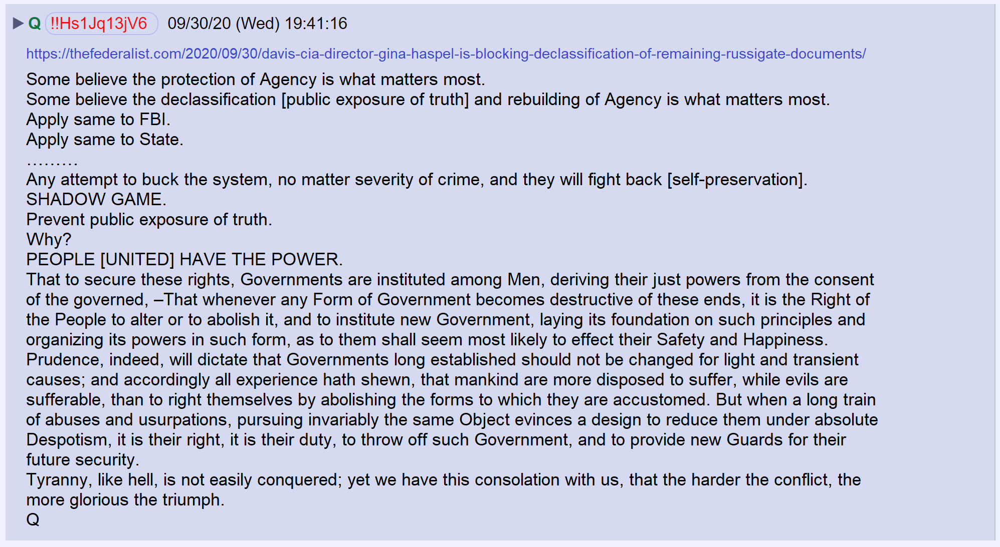 ▶ Q !!Hs1Jq13jV6 09/30/20 (Wed) 19:41:16
https://thefederalist.com/2020/09/30/davis-cia-director-gina-haspel-is-blocking-declassification-of-remaining-russigate-documents/
Some believe the protection of Agency is what matters most.
Some believe the declassification [public exposure of truth] and rebuilding of Agency is what matters most.
Apply same to FBI.
Apply same to State.
………
Any attempt to buck the system, no matter severity of crime, and they will fight back [self-preservation].
SHADOW GAME.
Prevent public exposure of truth.
Why?
PEOPLE [UNITED] HAVE THE POWER.
That to secure these rights, Governments are instituted among Men, deriving their just powers from the consent
of the governed, –That whenever any Form of Government becomes destructive of these ends, it is the Right of
the People to alter or to abolish it, and to institute new Government, laying its foundation on such principles and
organizing its powers in such form, as to them shall seem most likely to effect their Safety and Happiness.
Prudence, indeed, will dictate that Governments long established should not be changed for light and transient
causes; and accordingly all experience hath shewn, that mankind are more disposed to suffer, while evils are
sufferable, than to right themselves by abolishing the forms to which they are accustomed. But when a long train
of abuses and usurpations, pursuing invariably the same Object evinces a design to reduce them under absolute
Despotism, it is their right, it is their duty, to throw off such Government, and to provide new Guards for their
future security.
Tyranny, like hell, is not easily conquered; yet we have this consolation with us, that the harder the conflict, the
more glorious the triumph.
Q